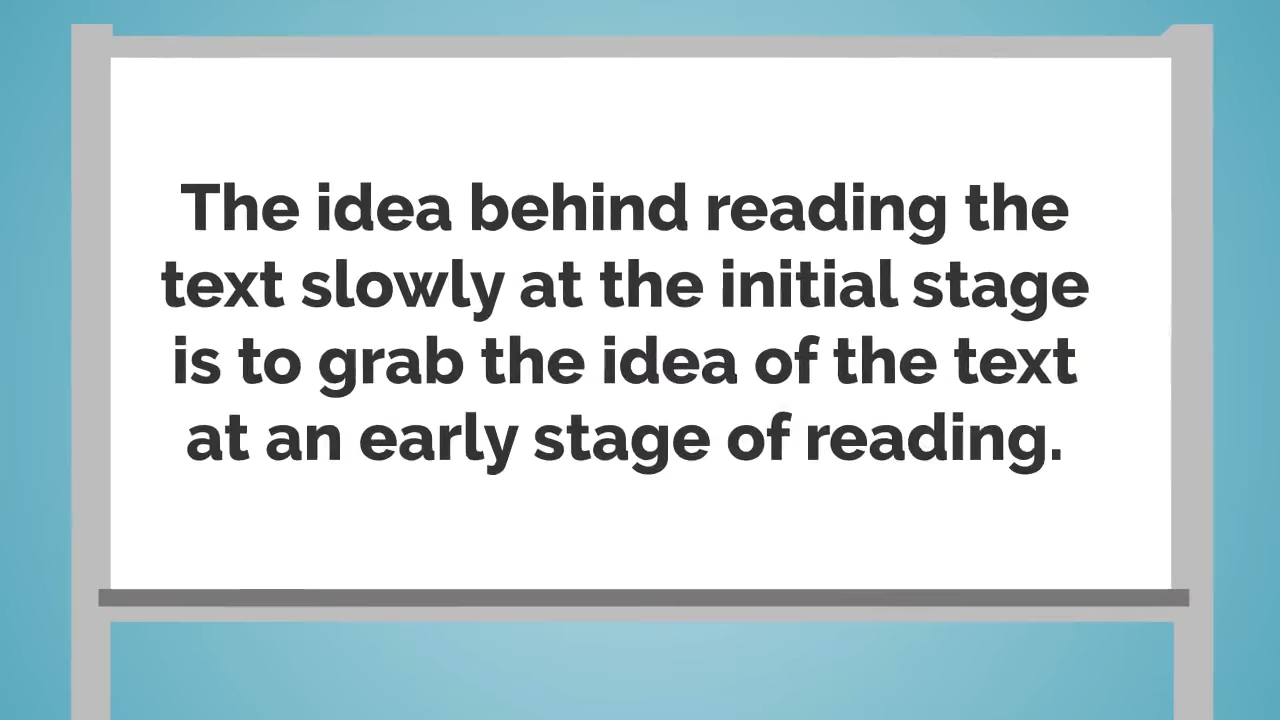 The idea behind reading the
text slowly at the initial stage
is to grab the idea of the text
at an early stage of reading.